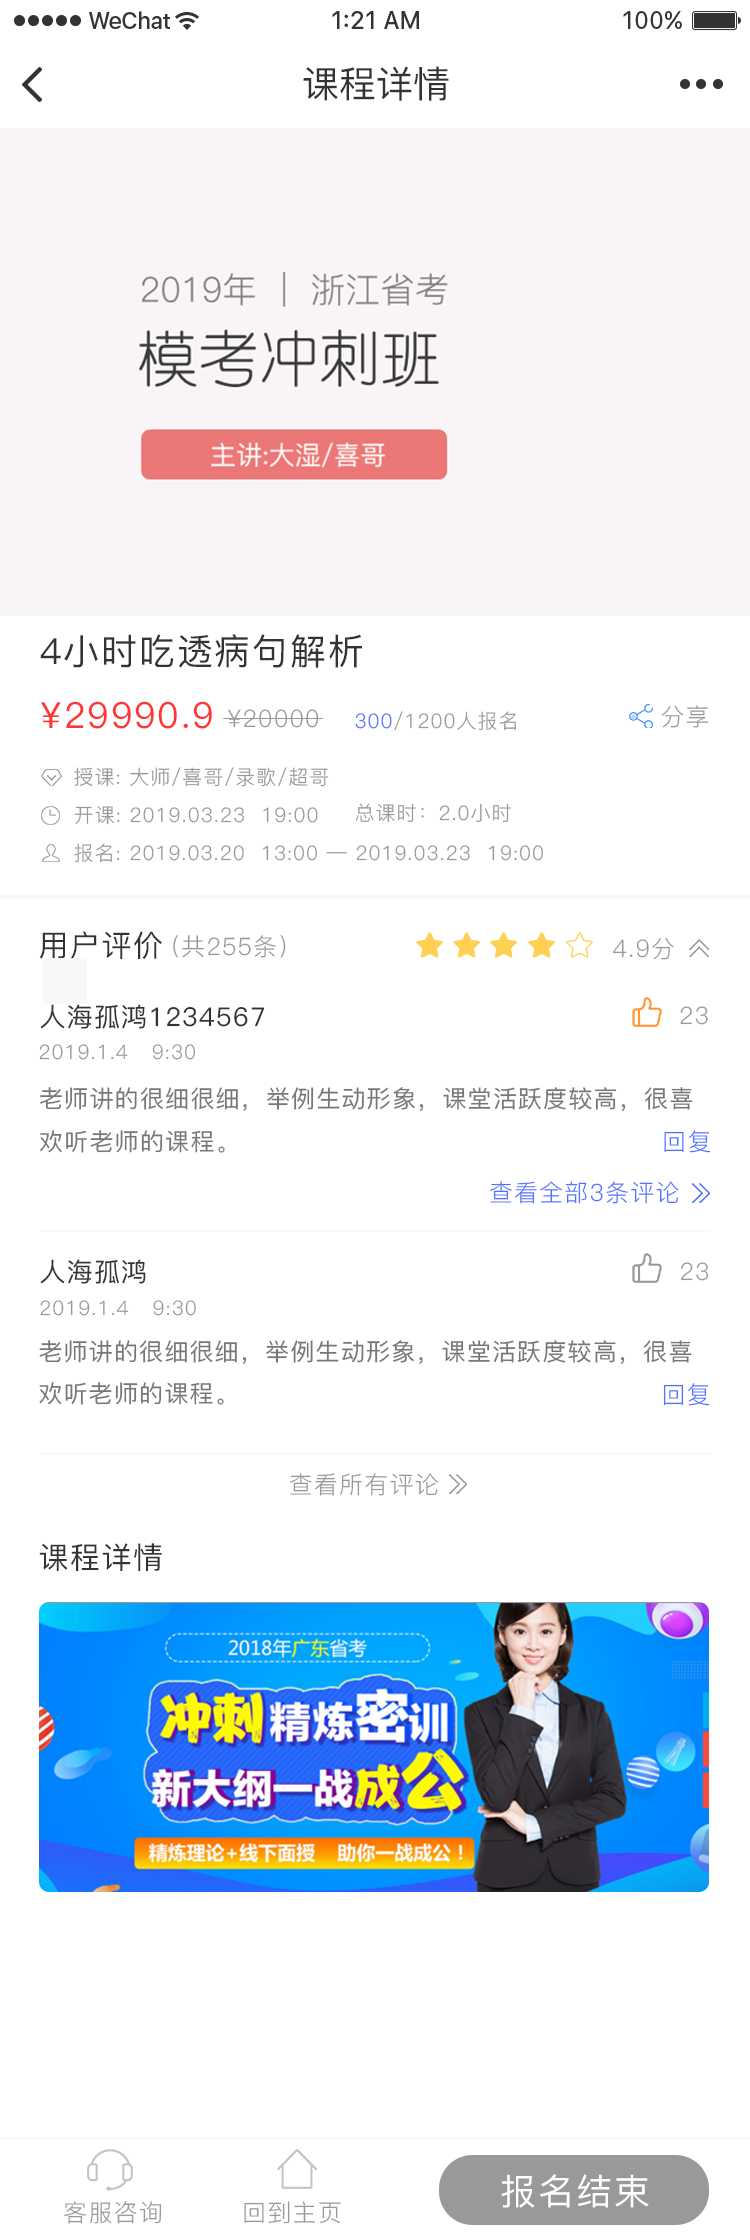 ●●●●● WeChat 1:21 AM 100%
课程详情
2019年 | 浙江省考
模考冲刺班
主讲:大湿/喜哥
4小时吃透病句解析
¥29990.9 ¥20000 300/1200人报名 分享
授课: 大师/喜哥/录歌/超哥
开课: 2019.03.23 19:00 总课时: 2.0小时
报名: 2019.03.20 13:00 — 2019.03.23 19:00
用户评价 (共255条) 4.9分
人海孤鸿1234567 23
2019.1.4 9:30
老师讲的很细很细，举例生动形象，课堂活跃度较高，很喜
欢听老师的课程。 回复
查看全部3条评论
人海孤鸿 23
2019.1.4 9:30
老师讲的很细很细，举例生动形象，课堂活跃度较高，很喜
欢听老师的课程。 回复
查看所有评论
课程详情
2018年广东省考
冲刺精炼密训
新大纲一战成公
精炼理论+线下面授 助你一战成公！
客服咨询 回到主页 报名结束